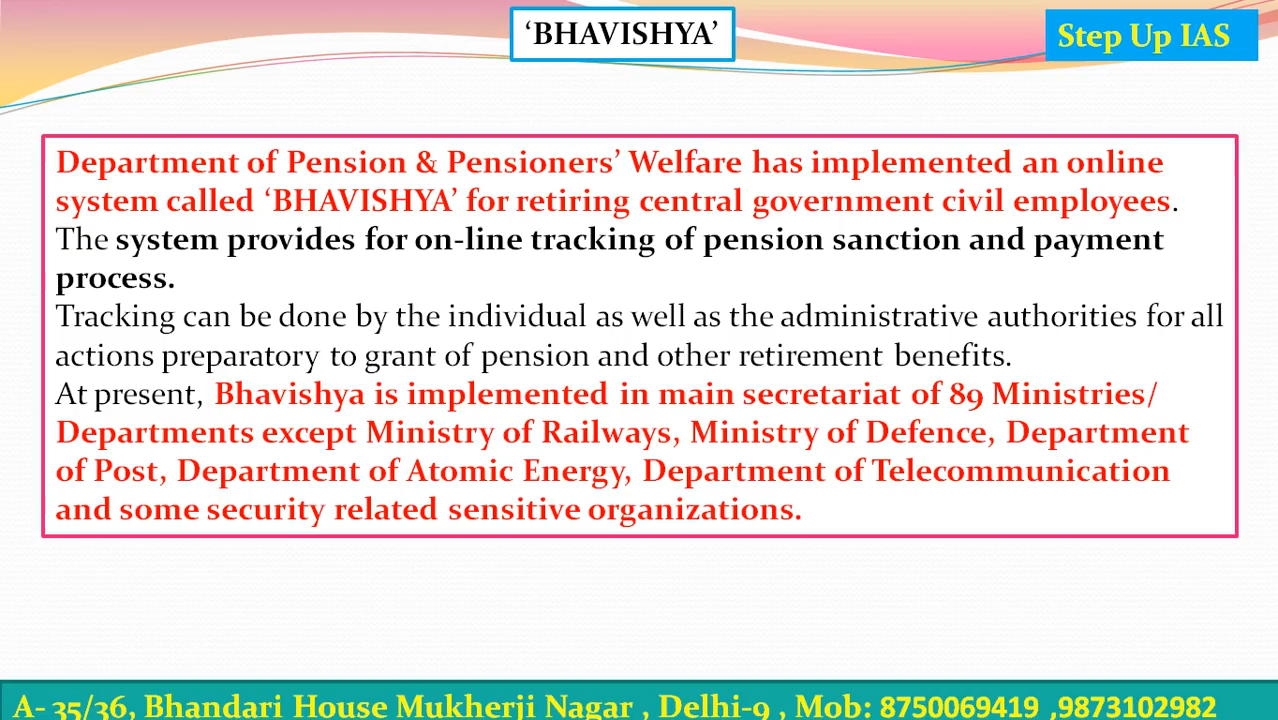 ‘BHAVISHYA’
Step Up IAS
Department of Pension & Pensioners’ Welfare has implemented an online
system called ‘BHAVISHYA’ for retiring central government civil employees.
The system provides for on-line tracking of pension sanction and payment
process.
Tracking can be done by the individual as well as the administrative authorities for all
actions preparatory to grant of pension and other retirement benefits.
At present, Bhavishya is implemented in main secretariat of 89 Ministries/
Departments except Ministry of Railways, Ministry of Defence, Department
of Post, Department of Atomic Energy, Department of Telecommunication
and some security related sensitive organizations.
A- 35/36, Bhandari House Mukherji Nagar , Delhi-9 , Mob: 8750069419 ,9873102982